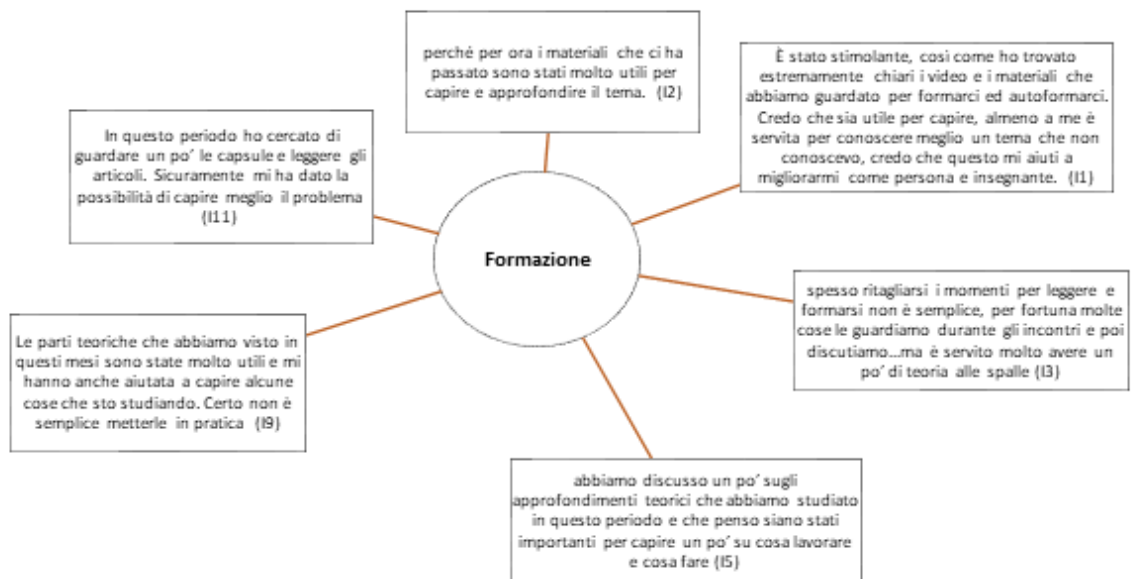 perché per ora i materiali che ci ha
passato sono stati molto utili per
capire e approfondire il tema. (I2)
È stato stimolante, così come ho trovato
estremamente chiari i video e i materiali che
abbiamo guardato per formarci ed autoformarci.
Credo che sia utile per capire, almeno a me è
servita per conoscere meglio un tema che non
conoscevo, credo che questo mi aiuti a
migliorarmi come persona e insegnante. (I1)
In questo periodo ho cercato di
guardare un po’ le capsule e leggere gli
articoli. Sicuramente mi ha dato la
possibilità di capire meglio il problema
(I11)
Formazione
spesso ritagliarsi i momenti per leggere e
formarsi non è semplice, per fortuna molte
cose le guardiamo durante gli incontri e poi
discutiamo...ma è servito molto avere un
po’ di teoria alle spalle (I3)
Le parti teoriche che abbiamo visto in
questi mesi sono state molto utili e mi
hanno anche aiutata a capire alcune
cose che sto studiando. Certo non è
semplice metterle in pratica (I9)
abbiamo discusso un po’ sugli
approfondimenti teorici che abbiamo studiato
in questo periodo e che penso siano stati
importanti per capire un po’ su cosa lavorare
e cosa fare (I5)